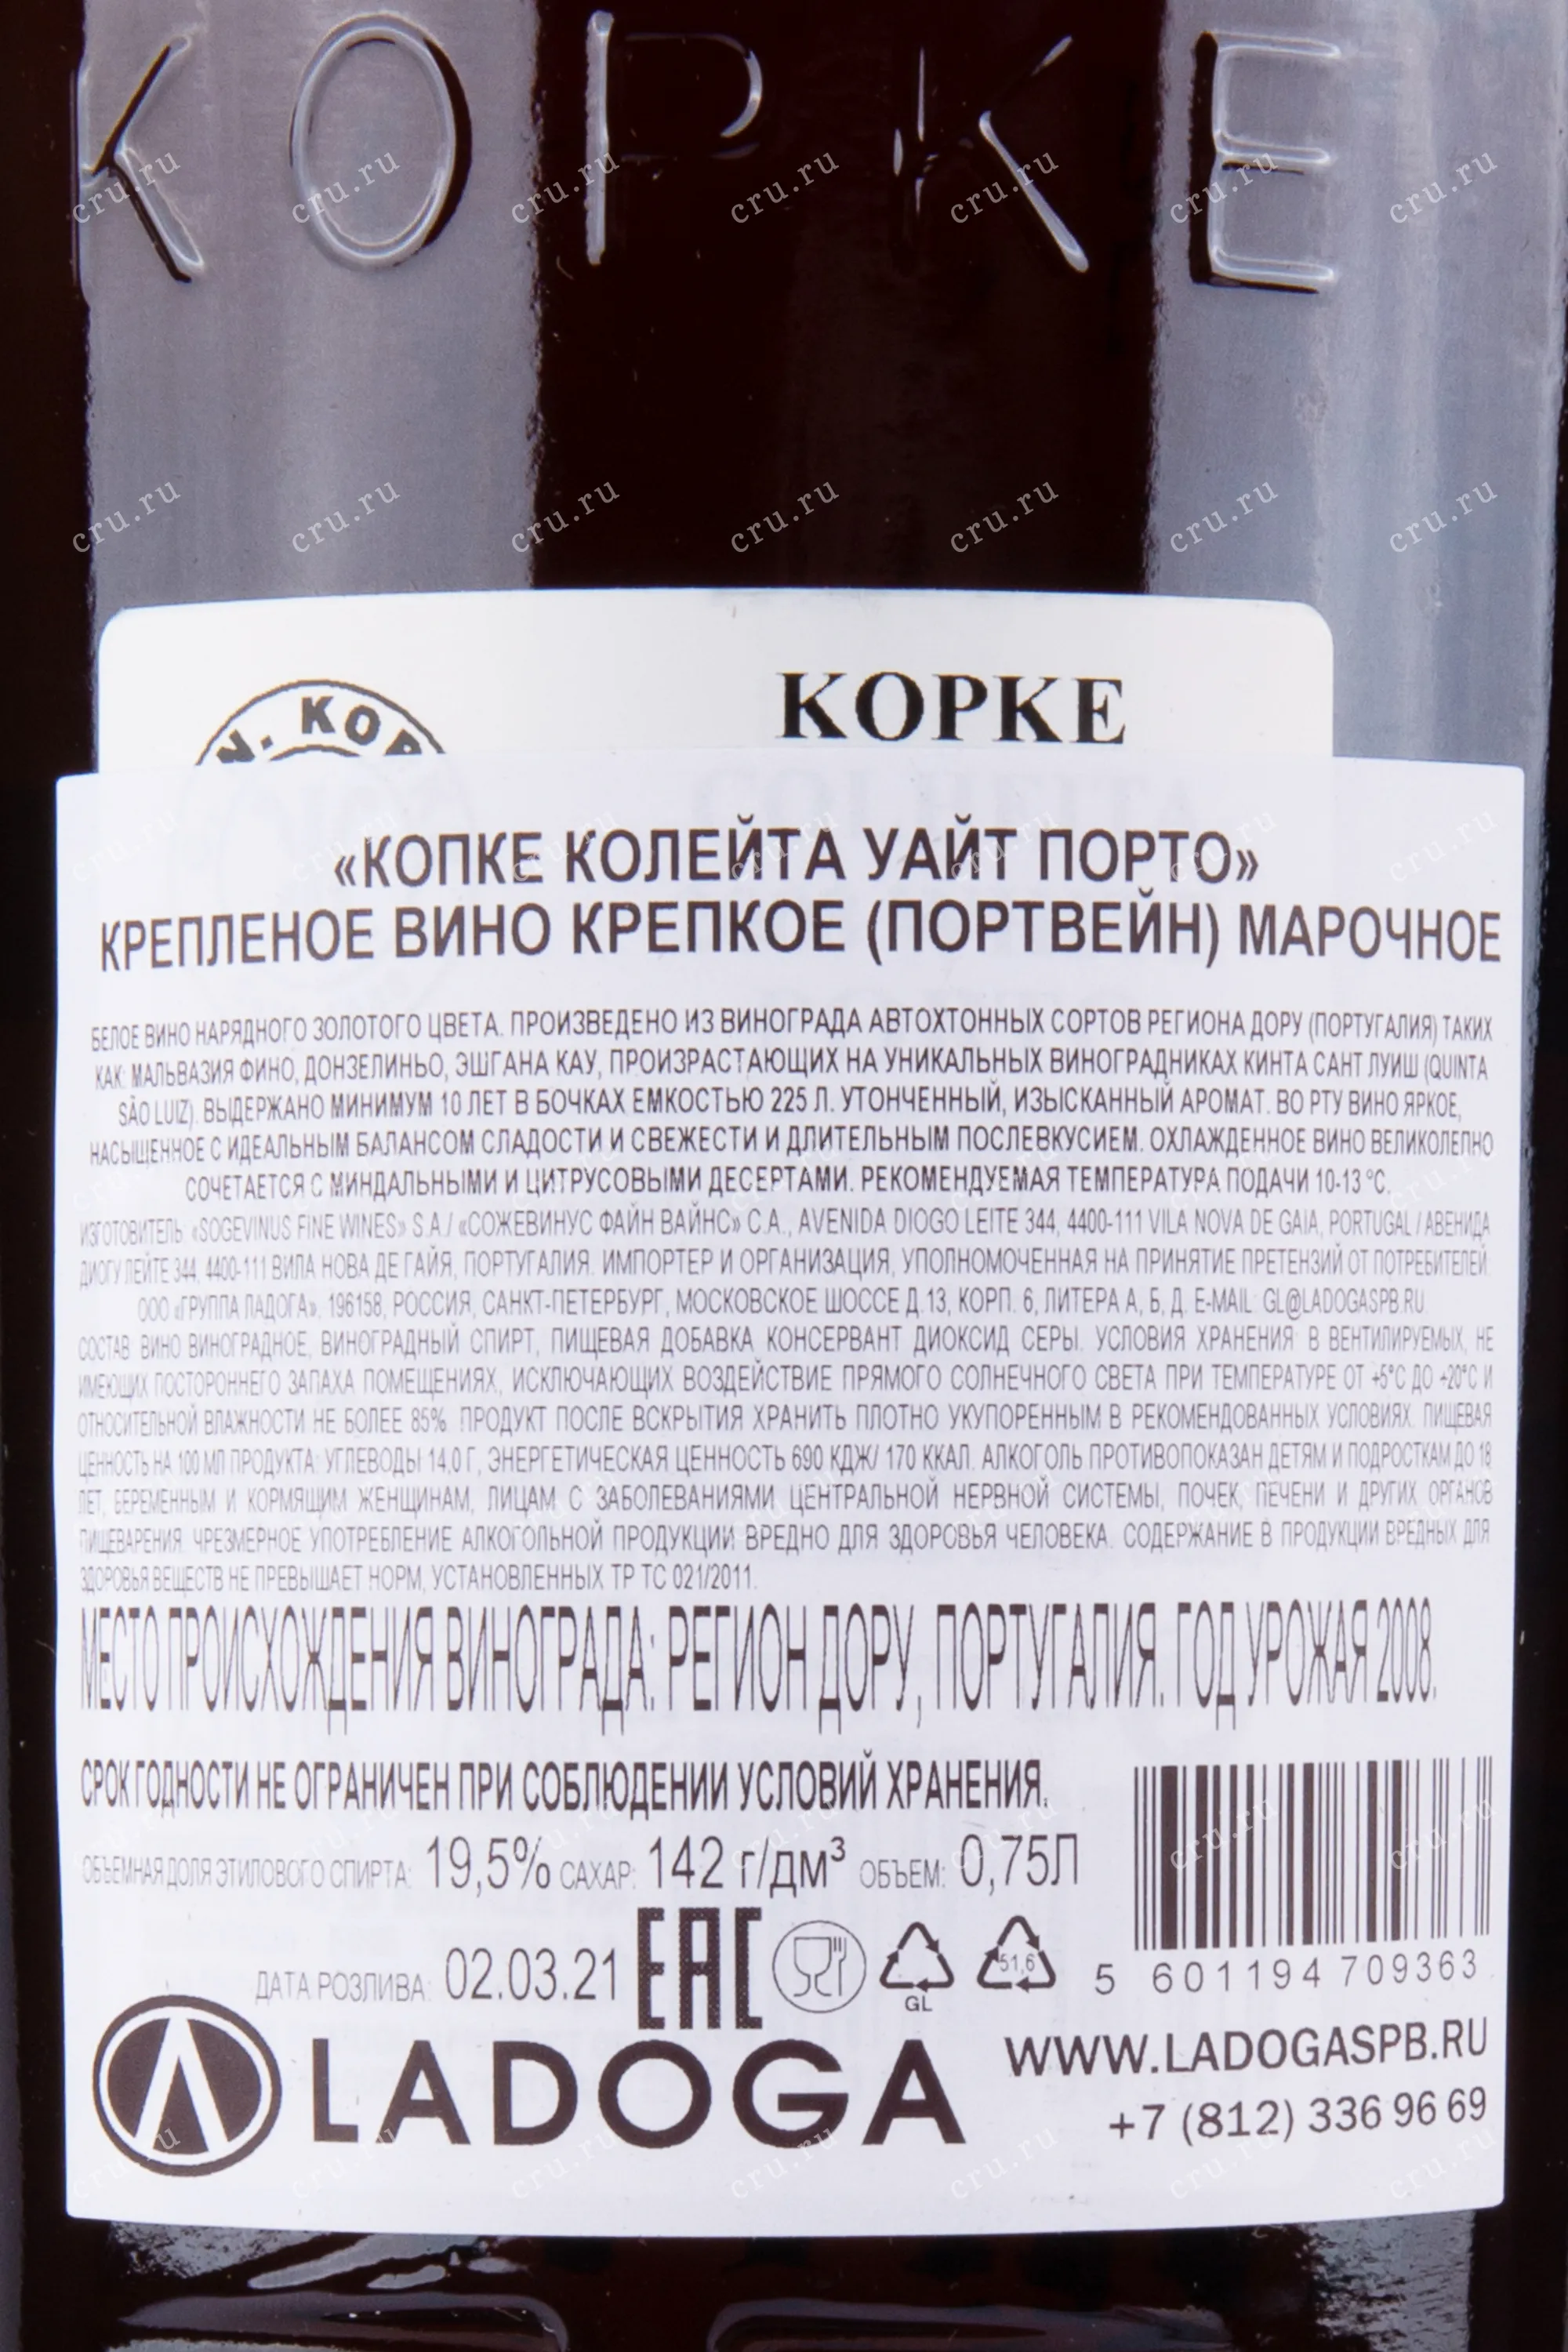 KOPKE
N. KOP
KOPKE
«КОПКЕ КОЛЕЙТА УАЙТ ПОРТО»
КРЕПЛЕНОЕ ВИНО КРЕПКОЕ (ПОРТВЕЙН) МАРОЧНОЕ
БЕЛОЕ ВИНО НАРЯДНОГО ЗОЛОТОГО ЦВЕТА. ПРОИЗВЕДЕНО ИЗ ВИНОГРАДА АВТОХТОННЫХ СОРТОВ РЕГИОНА ДОРУ (ПОРТУГАЛИЯ) ТАКИХ
КАК: МАЛЬВАЗИЯ ФИНО, ДОНЗЕЛИНЬО, ЭШГАНА КАУ, ПРОИЗРАСТАЮЩИХ НА УНИКАЛЬНЫХ ВИНОГРАДНИКАХ КИНТА САНТ ЛУИШ (QUINTA
SÃO LUIZ). ВЫДЕРЖАНО МИНИМУМ 10 ЛЕТ В БОЧКАХ ЕМКОСТЬЮ 225 Л. УТОНЧЕННЫЙ, ИЗЫСКАННЫЙ АРОМАТ. ВО РТУ ВИНО ЯРКОЕ,
НАСЫЩЕННОЕ С ИДЕАЛЬНЫМ БАЛАНСОМ СЛАДОСТИ И СВЕЖЕСТИ И ДЛИТЕЛЬНЫМ ПОСЛЕВКУСИЕМ. ОХЛАЖДЕННОЕ ВИНО ВЕЛИКОЛЕПНО
СОЧЕТАЕТСЯ С МИНДАЛЬНЫМИ И ЦИТРУСОВЫМИ ДЕСЕРТАМИ. РЕКОМЕНДУЕМАЯ ТЕМПЕРАТУРА ПОДАЧИ 10-13 °C.
ИЗГОТОВИТЕЛЬ: «SOGEVINUS FINE WINES» S.A./ «СОЖЕВИНУС ФАЙН ВАЙНС» С.А., AVENIDA DIOGO LEITE 344, 4400-111 VILA NOVA DE GAIA, PORTUGAL / АВЕНИДА
ДИОГУ ЛЕЙТЕ 344, 4400-111 ВИЛА НОВА ДЕ ГАЙЯ, ПОРТУГАЛИЯ. ИМПОРТЕР И ОРГАНИЗАЦИЯ, УПОЛНОМОЧЕННАЯ НА ПРИНЯТИЕ ПРЕТЕНЗИЙ ОТ ПОТРЕБИТЕЛЕЙ:
ООО «ГРУППА ЛАДОГА». 196158, РОССИЯ, САНКТ-ПЕТЕРБУРГ, МОСКОВСКОЕ ШОССЕ Д.13, КОРП. 6, ЛИТЕРА А, Б, Д. E-MAIL: GL@LADOGASPB.RU.
СОСТАВ: ВИНО ВИНОГРАДНОЕ, ВИНОГРАДНЫЙ СПИРТ, ПИЩЕВАЯ ДОБАВКА КОНСЕРВАНТ ДИОКСИД СЕРЫ. УСЛОВИЯ ХРАНЕНИЯ: В ВЕНТИЛИРУЕМЫХ, НЕ
ИМЕЮЩИХ ПОСТОРОННЕГО ЗАПАХА ПОМЕЩЕНИЯХ, ИСКЛЮЧАЮЩИХ ВОЗДЕЙСТВИЕ ПРЯМОГО СОЛНЕЧНОГО СВЕТА ПРИ ТЕМПЕРАТУРЕ ОТ +5°C ДО +20°C И
ОТНОСИТЕЛЬНОЙ ВЛАЖНОСТИ НЕ БОЛЕЕ 85%. ПРОДУКТ ПОСЛЕ ВСКРЫТИЯ ХРАНИТЬ ПЛОТНО УКУПОРЕННЫМ В РЕКОМЕНДОВАННЫХ УСЛОВИЯХ. ПИЩЕВАЯ
ЦЕННОСТЬ НА 100 МЛ ПРОДУКТА: УГЛЕВОДЫ 14,0 Г, ЭНЕРГЕТИЧЕСКАЯ ЦЕННОСТЬ 690 КДЖ/ 170 ККАЛ. АЛКОГОЛЬ ПРОТИВОПОКАЗАН ДЕТЯМ И ПОДРОСТКАМ ДО 18
ЛЕТ, БЕРЕМЕННЫМ И КОРМЯЩИМ ЖЕНЩИНАМ, ЛИЦАМ С ЗАБОЛЕВАНИЯМИ ЦЕНТРАЛЬНОЙ НЕРВНОЙ СИСТЕМЫ, ПОЧЕК, ПЕЧЕНИ И ДРУГИХ ОРГАНОВ
ПИЩЕВАРЕНИЯ. ЧРЕЗМЕРНОЕ УПОТРЕБЛЕНИЕ АЛКОГОЛЬНОЙ ПРОДУКЦИИ ВРЕДНО ДЛЯ ЗДОРОВЬЯ ЧЕЛОВЕКА. СОДЕРЖАНИЕ В ПРОДУКЦИИ ВРЕДНЫХ ДЛЯ
ЗДОРОВЬЯ ВЕЩЕСТВ НЕ ПРЕВЫШАЕТ НОРМ, УСТАНОВЛЕННЫХ ТР ТС 021/2011.
МЕСТО ПРОИСХОЖДЕНИЯ ВИНОГРАДА: РЕГИОН ДОРУ, ПОРТУГАЛИЯ. ГОД УРОЖАЯ 2008.
СРОК ГОДНОСТИ НЕ ОГРАНИЧЕН ПРИ СОБЛЮДЕНИИ УСЛОВИЙ ХРАНЕНИЯ.
ОБЪЕМНАЯ ДОЛЯ ЭТИЛОВОГО СПИРТА: 19,5% САХАР: 142 г/дм³ ОБЪЕМ: 0,75Л
ДАТА РОЗЛИВА: 02.03.21 EAC
GL
51,6
5 601194 709363
LADOGA
WWW.LADOGASPB.RU
+7 (812) 336 96 69
cru.ru